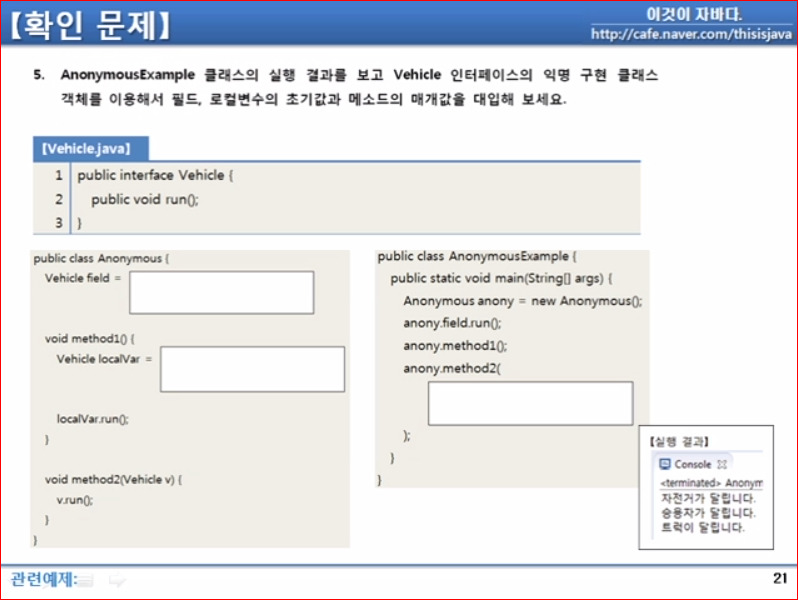 【확인 문제】
이것이 자바다.
http://cafe.naver.com/thisisjava
5. AnonymousExample 클래스의 실행 결과를 보고 Vehicle 인터페이스의 익명 구현 클래스
객체를 이용해서 필드, 로컬변수의 초기값과 메소드의 매개값을 대입해 보세요.
【Vehicle.java】
1 public interface Vehicle {
2 public void run();
3 }
public class Anonymous {
Vehicle field =
void method1() {
Vehicle localVar =
localVar.run();
}
void method2(Vehicle v) {
v.run();
}
}
public class AnonymousExample {
public static void main(String[] args) {
Anonymous anony = new Anonymous();
anony.field.run();
anony.method1();
anony.method2(
);
}
}
【실행 결과】
Console
<terminated> Anonym
자전거가 달립니다.
승용차가 달립니다.
트럭이 달립니다.
관련예제:
21